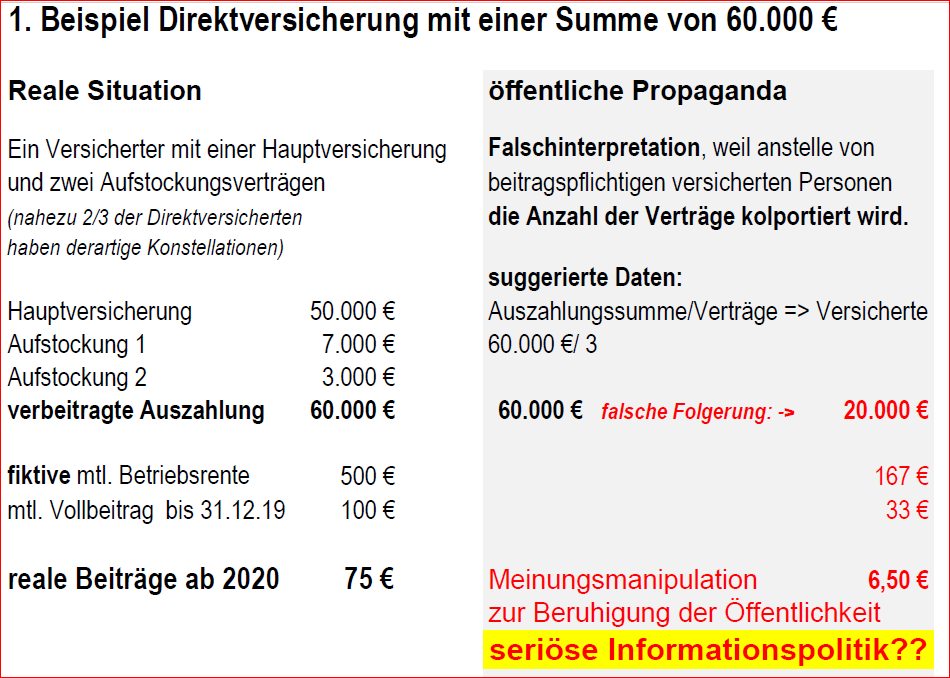 1. Beispiel Direktversicherung mit einer Summe von 60.000 €
Reale Situation
Ein Versicherter mit einer Hauptversicherung
und zwei Aufstockungsverträgen
(nahezu 2/3 der Direktversicherten
haben derartige Konstellationen)
Hauptversicherung 50.000 €
Aufstockung 1 7.000 €
Aufstockung 2 3.000 €
verbeitragte Auszahlung 60.000 €
fiktive mtl. Betriebsrente 500 €
mtl. Vollbeitrag bis 31.12.19 100 €
reale Beiträge ab 2020 75 €
öffentliche Propaganda
Falschinterpretation, weil anstelle von
beitragspflichtigen versicherten Personen
die Anzahl der Verträge kolportiert wird.
suggerierte Daten:
Auszahlungssumme/Verträge => Versicherte
60.000 €/ 3
60.000 € falsche Folgerung: -> 20.000 €
167 €
33 €
Meinungsmanipulation 6,50 €
zur Beruhigung der Öffentlichkeit
seriöse Informationspolitik??